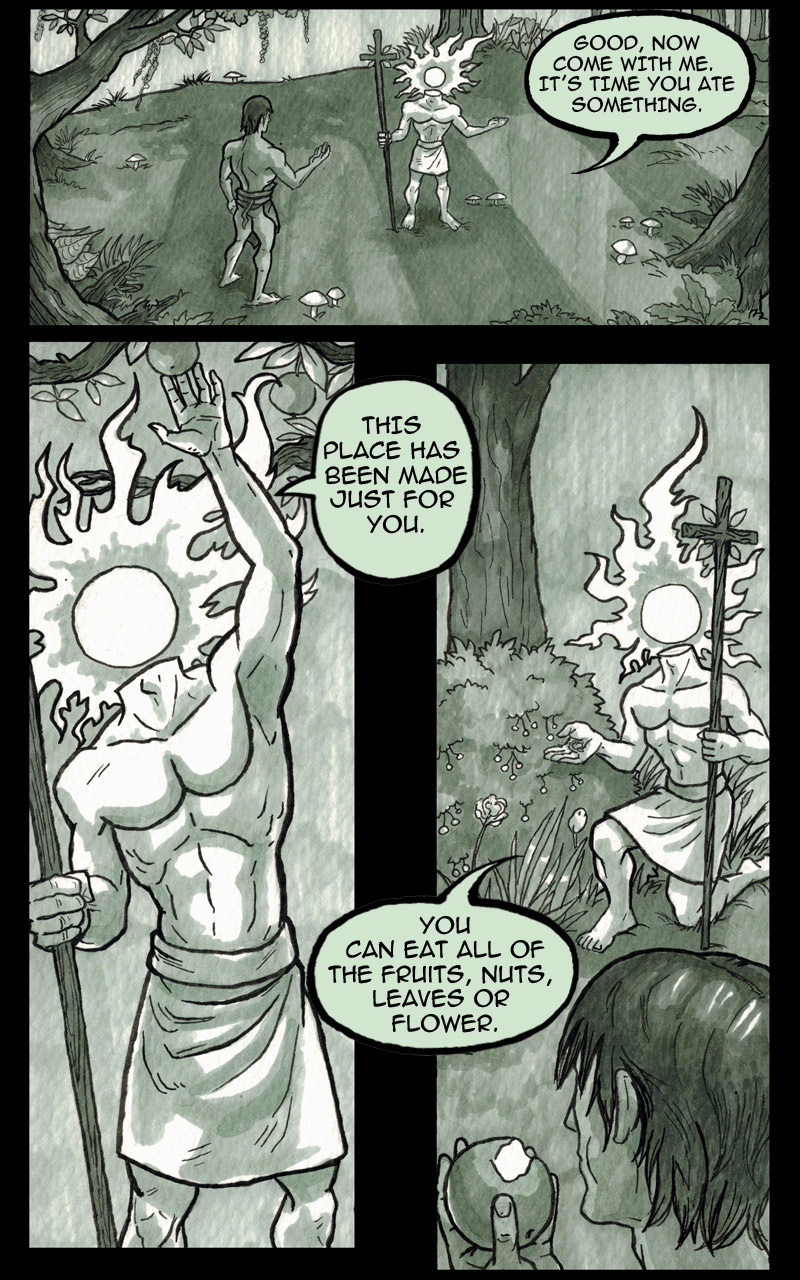 GOOD, NOW
COME WITH ME.
IT'S TIME YOU ATE
SOMETHING.
THIS
PLACE HAS
BEEN MADE
JUST FOR
YOU.
YOU
CAN EAT ALL OF
THE FRUITS, NUTS,
LEAVES OR
FLOWER.